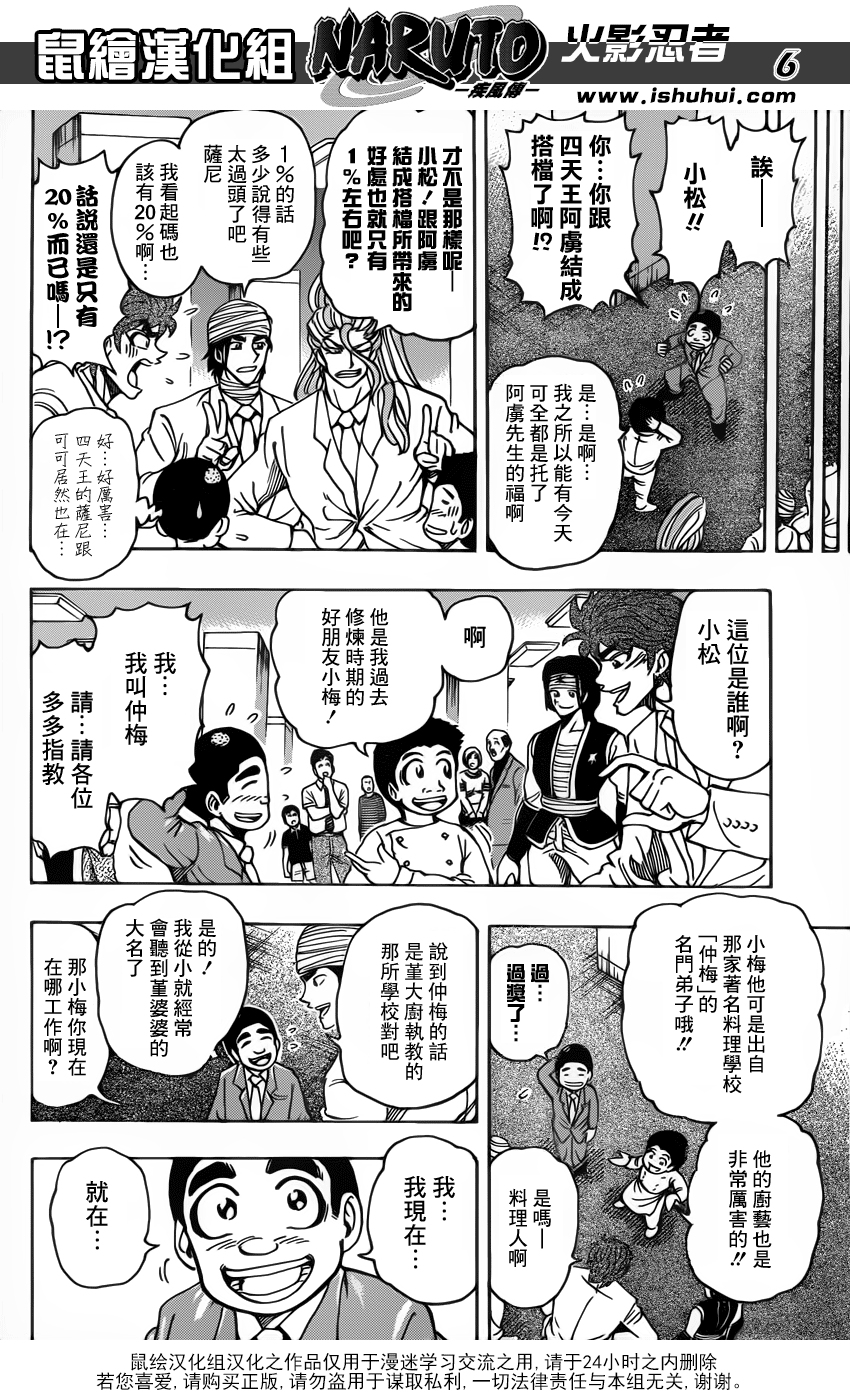 鼠繪漢化組
NARUTO
-疾風傳-
火影忍者
6
www.ishuhui.com
誒——
小松!!
你…你跟
四天王阿虜結成
搭檔了啊!?
是…是啊…
我之所以能有今天
可全都是托了
阿虜先生的福啊
才不是那樣呢—
小松!跟阿虜
結成搭檔所帶來的
好處也就只有
1%左右吧?
1%的話
多少說得有些
太過頭了吧
薩尼
我看起碼也
該有20%啊…
話說還是只有
20%而已嗎—!?
好…好厲害…
四天王的薩尼跟
可可居然也在…
這位是誰啊?
小松
啊
他是我過去
修煉時期的
好朋友小梅!
我…
我叫仲梅
請…請各位
多多指教
小梅他可是出自
那家著名料理學校
「仲梅」的
名門弟子哦!!
過…
過獎了…
他的廚藝也是
非常厲害的!!
是嗎—
料理人啊
說到仲梅的話
是堇大廚執教的
那所學校對吧
是的!
我從小就經常
會聽到堇婆婆的
大名了
那小梅你現在
在哪工作啊?
我…
我現在…
就在…
鼠绘汉化组汉化之作品仅用于漫迷学习交流之用, 请于24小时之内删除
若您喜爱, 请购买正版, 请勿盗用于谋取私利, 一切法律责任与本组无关, 谢谢。